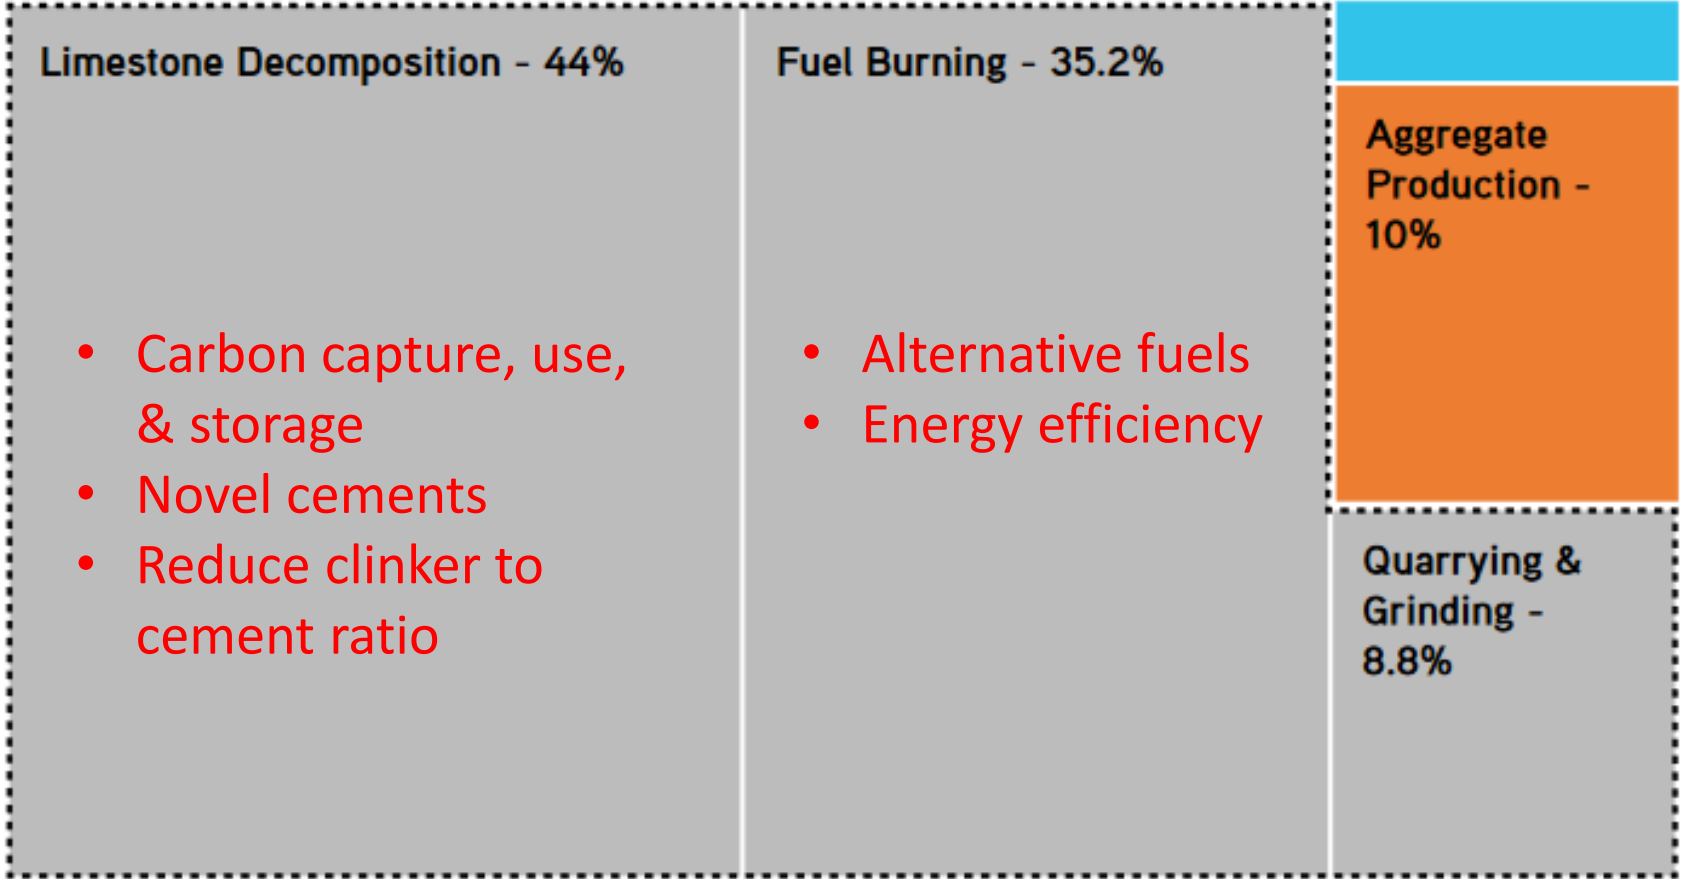 Limestone Decomposition - 44%
• Carbon capture, use,
& storage
• Novel cements
• Reduce clinker to
cement ratio
Fuel Burning - 35.2%
• Alternative fuels
• Energy efficiency
Aggregate
Production -
10%
Quarrying &
Grinding -
8.8%